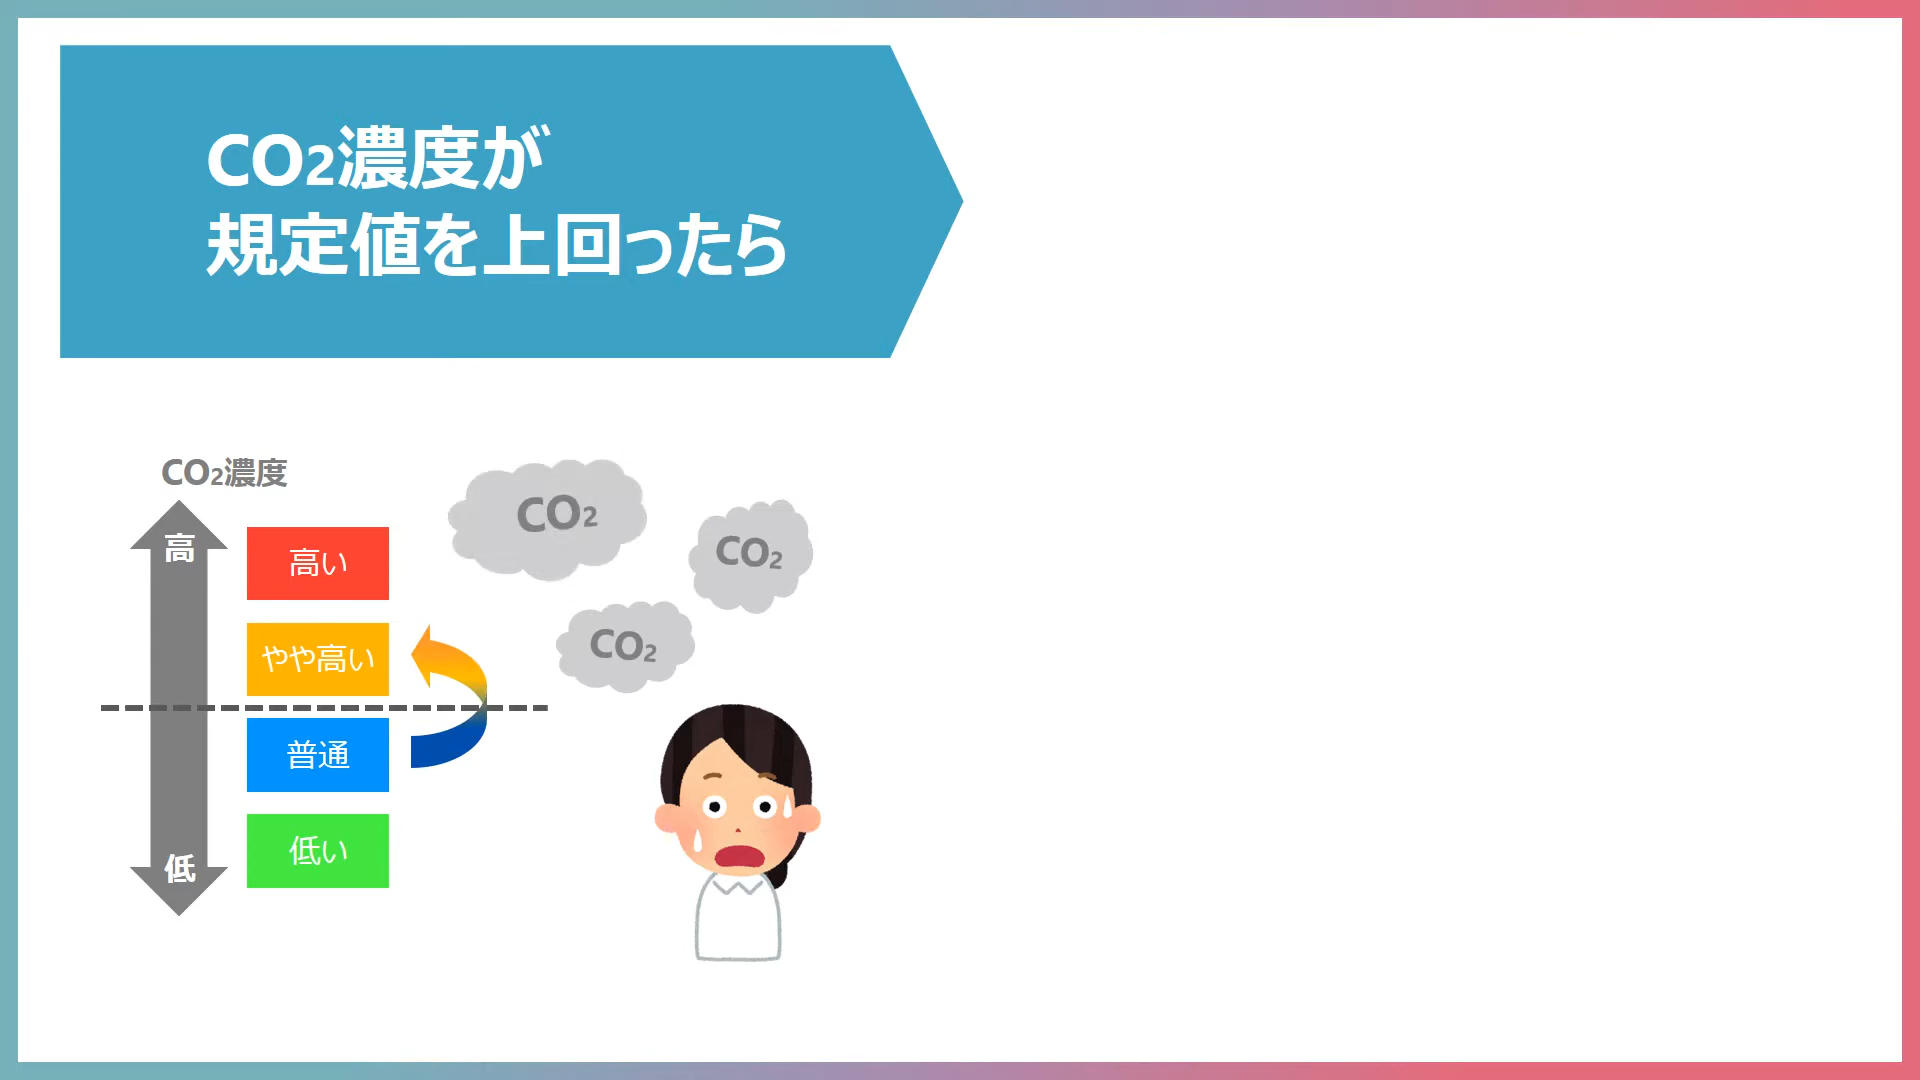 CO2濃度が
規定値を上回ったら
CO2濃度
高
高い
やや高い
普通
低い
低
CO2
CO2
CO2